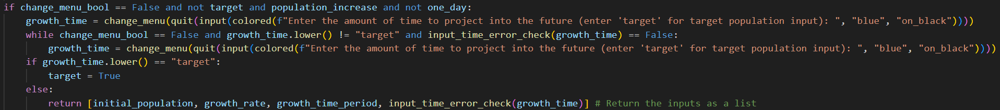 if change_menu_bool == False and not target and population_increase and not one_day:
    growth_time = change_menu(quit(input(colored(f"Enter the amount of time to project into the future (enter 'target' for target population input): ", "blue", "on_black"))))
    while change_menu_bool == False and growth_time.lower() != "target" and input_time_error_check(growth_time) == False:
        growth_time = change_menu(quit(input(colored(f"Enter the amount of time to project into the future (enter 'target' for target population input): ", "blue", "on_black"))))
    if growth_time.lower() == "target":
        target = True
    else:
        return [initial_population, growth_rate, growth_time_period, input_time_error_check(growth_time)] # Return the inputs as a list